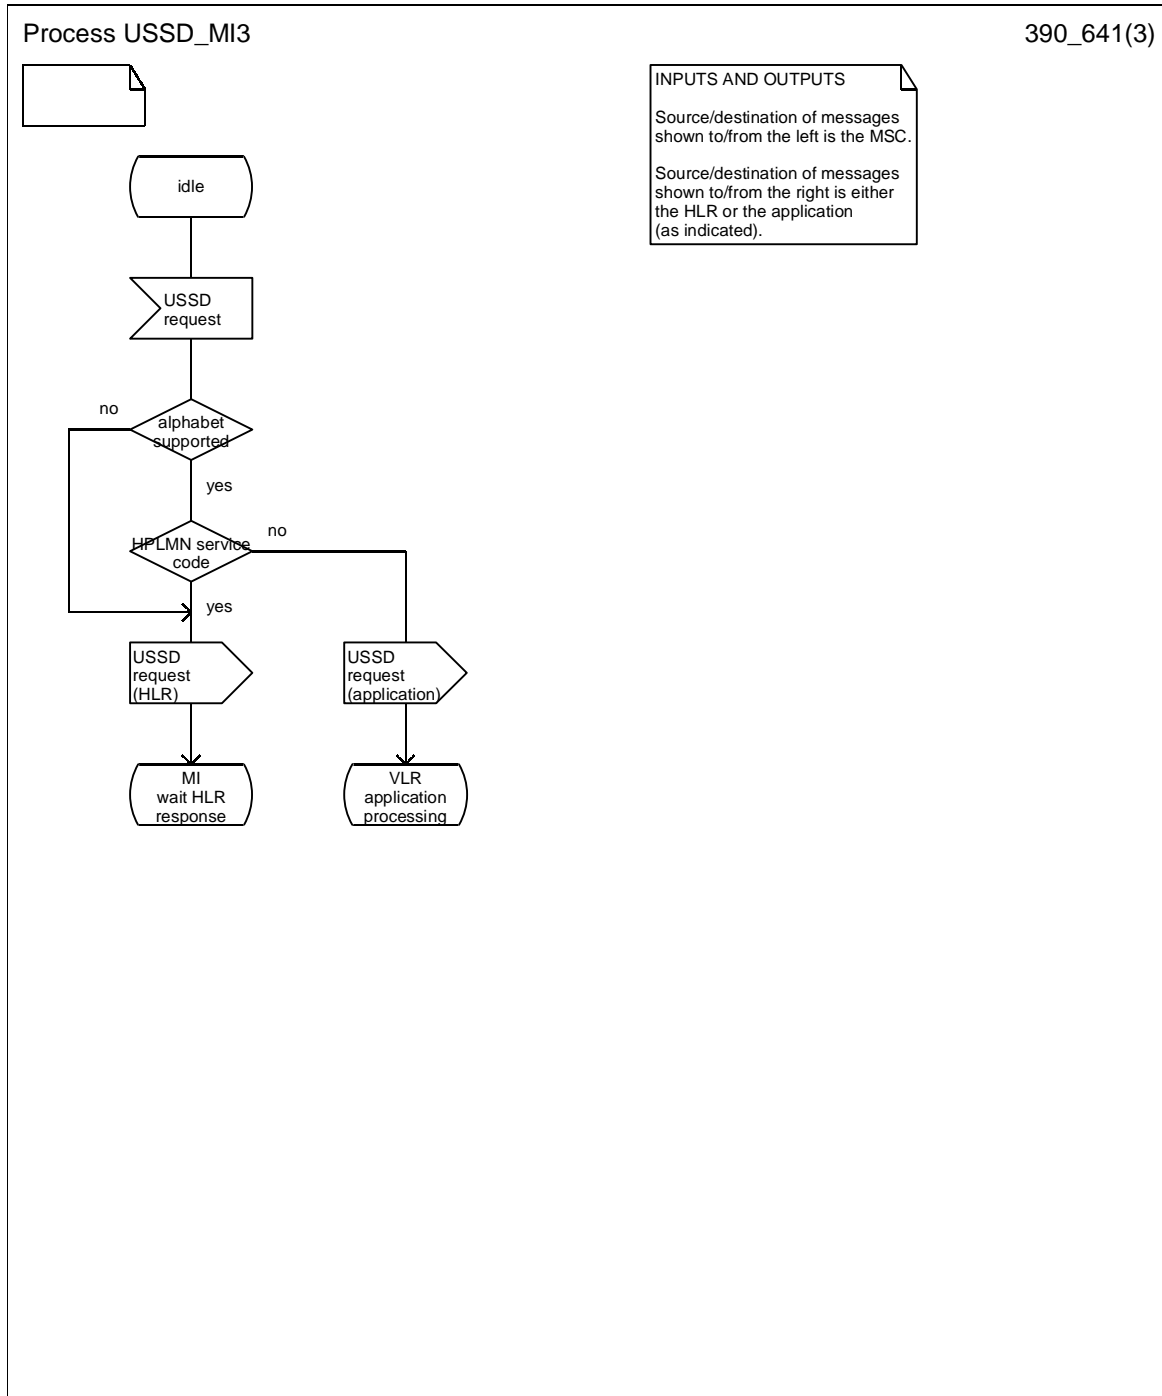 Process USSD_MI3
390_641(3)
INPUTS AND OUTPUTS
Source/destination of messages
shown to/from the left is the MSC.
Source/destination of messages
shown to/from the right is either
the HLR or the application
(as indicated).
idle
USSD
request
no
alphabet
supported
yes
no
HPLMN service
code
yes
USSD
request
(HLR)
USSD
request
(application)
MI
wait HLR
response
VLR
application
processing